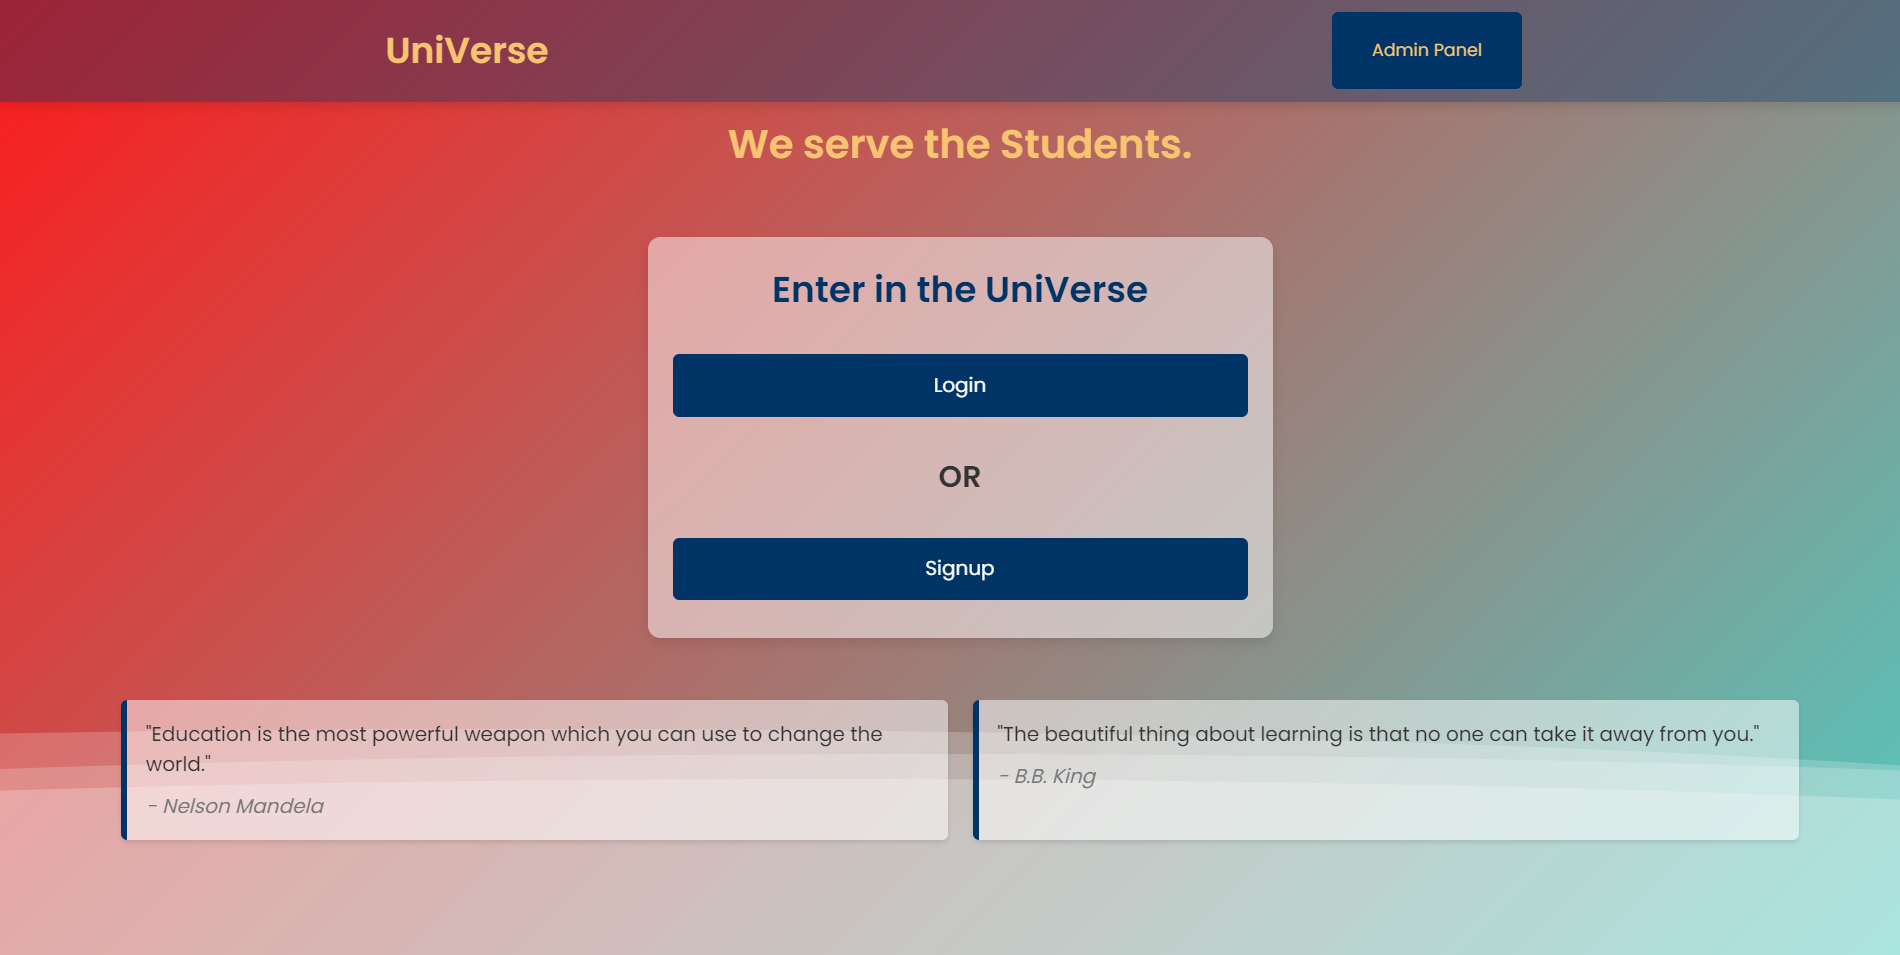 UniVerse
Admin Panel
We serve the Students.
Enter in the UniVerse
Login
OR
Signup
"Education is the most powerful weapon which you can use to change the
world."
- Nelson Mandela
"The beautiful thing about learning is that no one can take it away from you."
- B.B. King